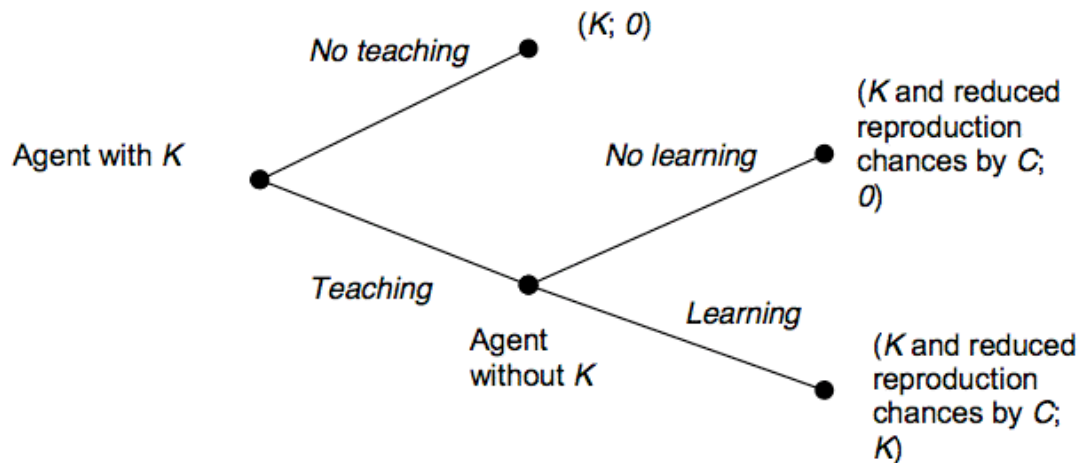 (K; 0)
No teaching
(K and reduced
reproduction
chances by C;
0)
Agent with K
No learning
Teaching
Learning
Agent
without K
(K and reduced
reproduction
chances by C;
K)